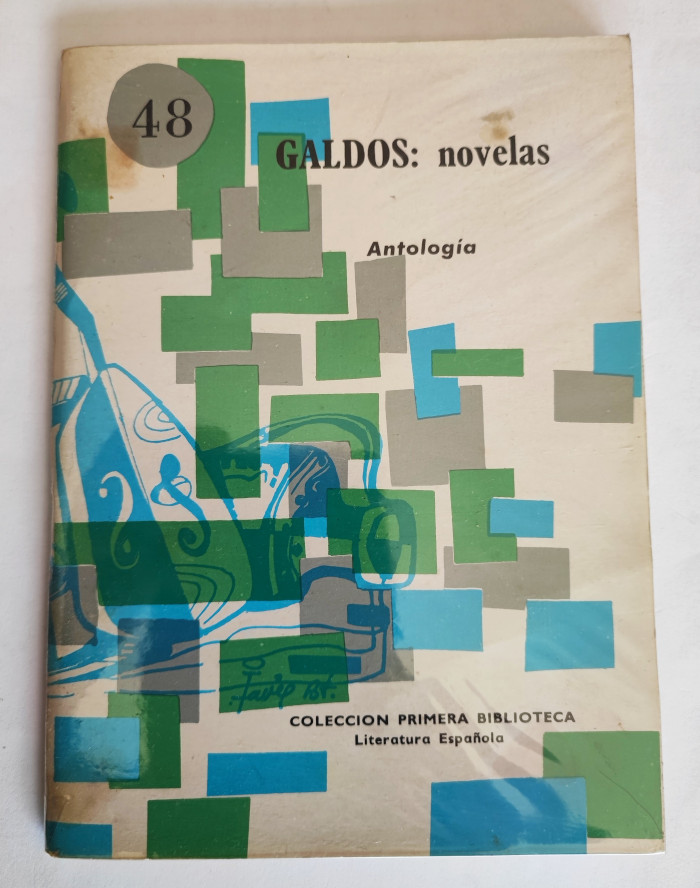 48
GALDOS: novelas
Antología
COLECCION PRIMERA BIBLIOTECA
Literatura Española